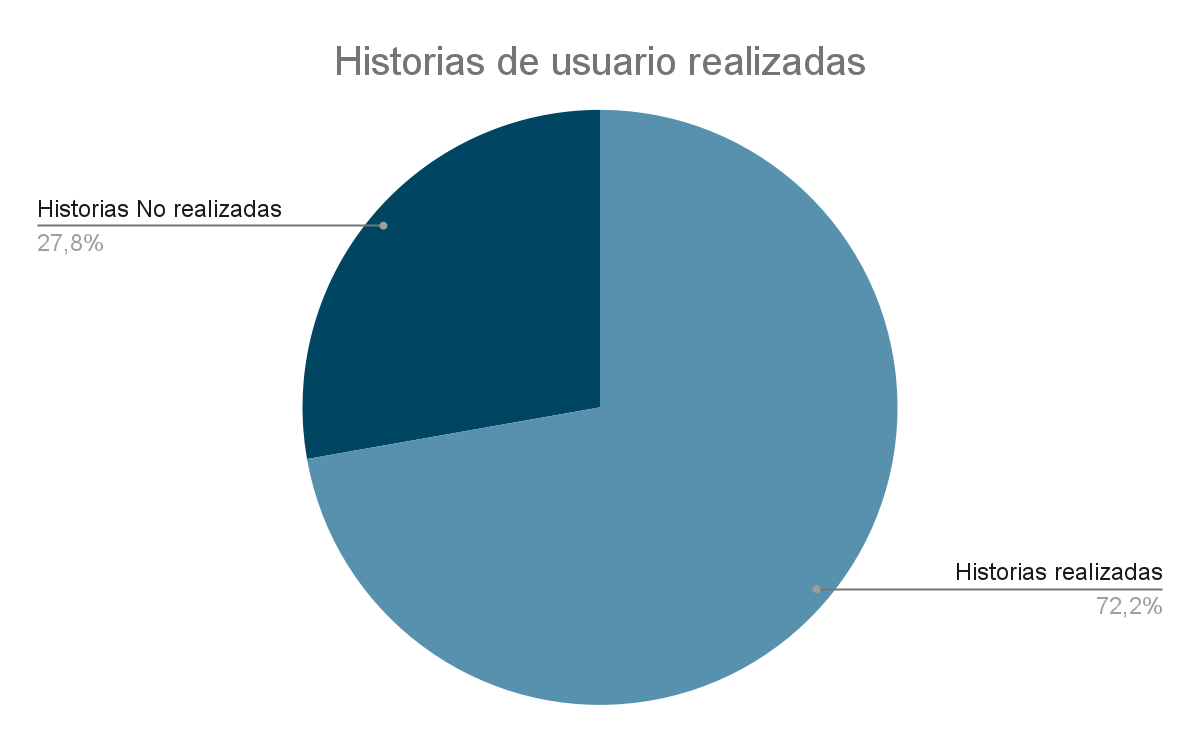 Historias de usuario realizadas
Historias No realizadas
27,8%
Historias realizadas
72,2%